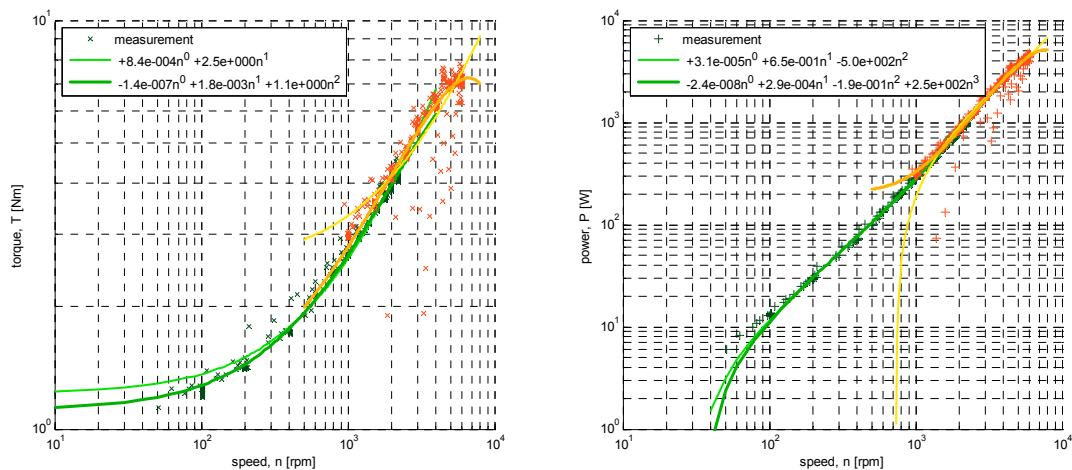 10^1
× measurement
+8.4e-004n^0 +2.5e+000n^1
-1.4e-007n^0 +1.8e-003n^1 +1.1e+000n^2
torque, T [Nm]
10^0
10^1 10^2 10^3 10^4
speed, n [rpm]
10^4
+ measurement
+3.1e-005n^0 +6.5e-001n^1 -5.0e+002n^2
-2.4e-008n^0 +2.9e-004n^1 -1.9e-001n^2 +2.5e+002n^3
10^3
power, P [W]
10^2
10^1
10^0
10^1 10^2 10^3 10^4
speed, n [rpm]